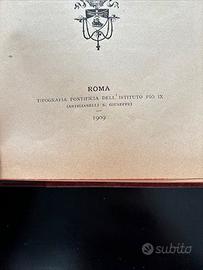 ROMA
TIPOGRAFIA PONTIFICIA DELL'ISTITUTO PIO IX
(ARTIGIANELLI S. GIUSEPPE)
1909
subito